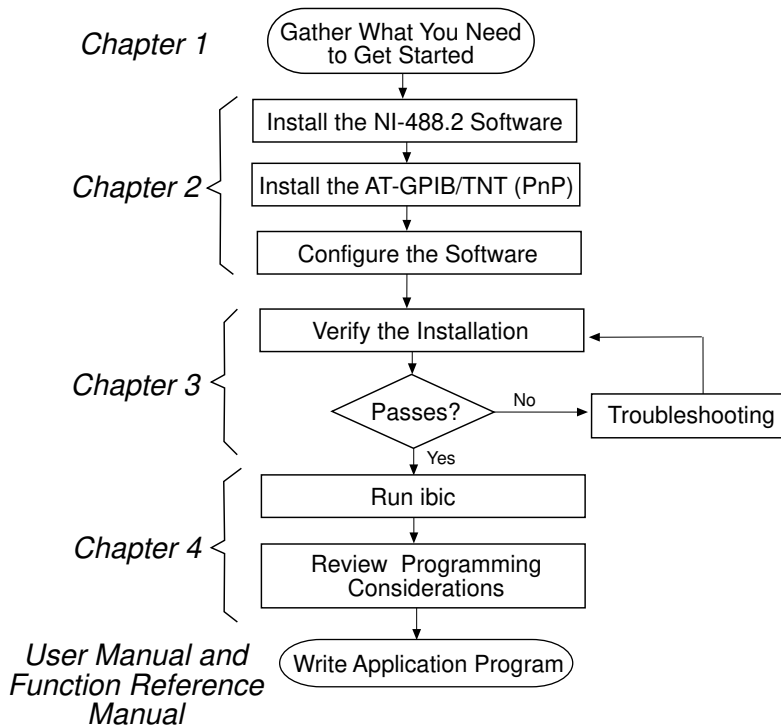 Chapter 1
Gather What You Need
to Get Started
Chapter 2
Install the NI-488.2 Software
Install the AT-GPIB/TNT (PnP)
Configure the Software
Chapter 3
Verify the Installation
Passes?
No
Troubleshooting
Yes
Chapter 4
Run ibic
Review Programming
Considerations
User Manual and
Function Reference
Manual
Write Application Program